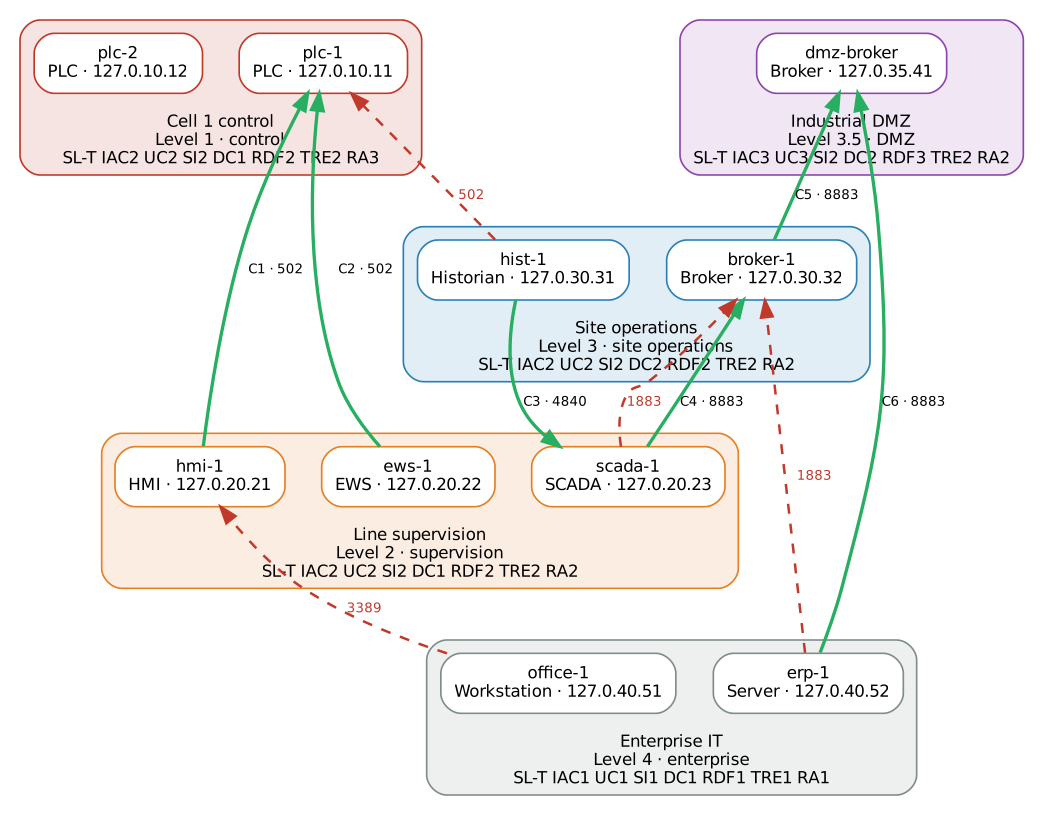 plc-2
PLC · 127.0.10.12
plc-1
PLC · 127.0.10.11
Cell 1 control
Level 1 · control
SL-T IAC2 UC2 SI2 DC1 RDF2 TRE2 RA3
dmz-broker
Broker · 127.0.35.41
Industrial DMZ
Level 3.5 · DMZ
SL-T IAC3 UC3 SI2 DC2 RDF3 TRE2 RA2
502
C5 · 8883
hist-1
Historian · 127.0.30.31
broker-1
Broker · 127.0.30.32
C1 · 502
C2 · 502
Site operations
Level 3 · site operations
SL-T IAC2 UC2 SI2 DC2 RDF2 TRE2 RA2
C3 · 4840
1883
C4 · 8883
C6 · 8883
hmi-1
HMI · 127.0.20.21
ews-1
EWS · 127.0.20.22
scada-1
SCADA · 127.0.20.23
1883
Line supervision
Level 2 · supervision
SL-T IAC2 UC2 SI2 DC1 RDF2 TRE2 RA2
3389
office-1
Workstation · 127.0.40.51
erp-1
Server · 127.0.40.52
Enterprise IT
Level 4 · enterprise
SL-T IAC1 UC1 SI1 DC1 RDF1 TRE1 RA1